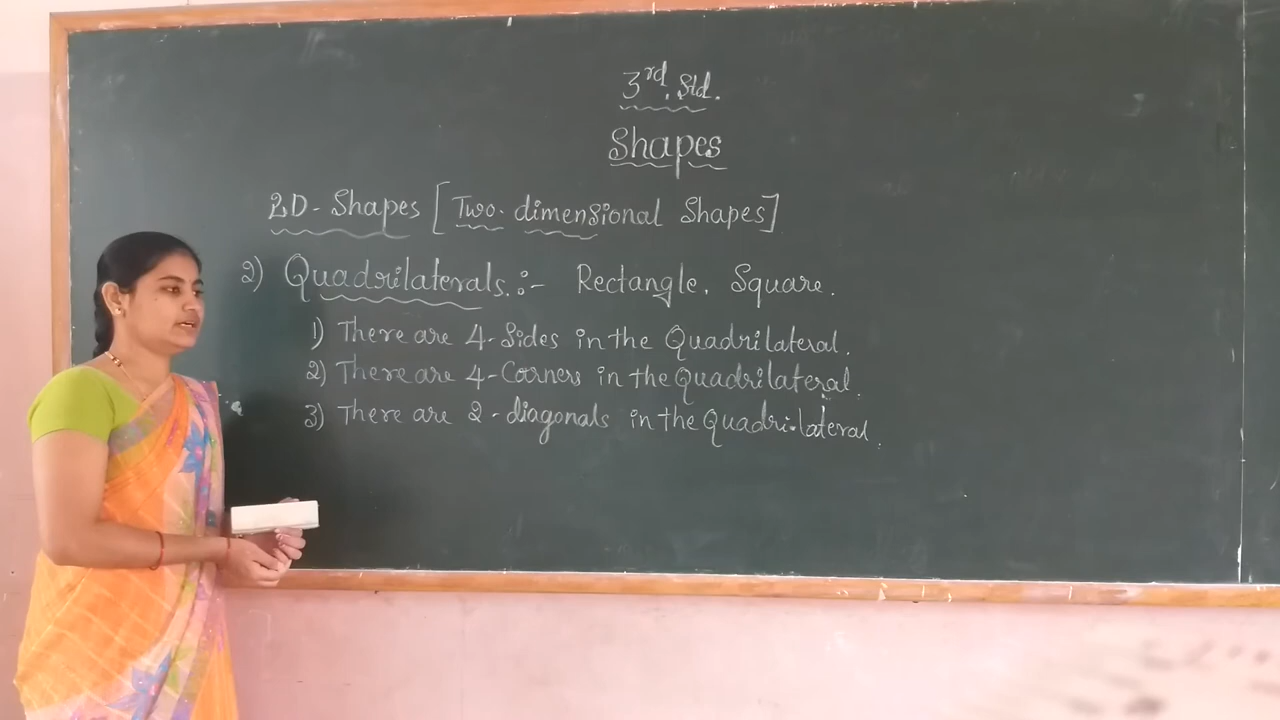 3rd. Std.
Shapes
2D - Shapes [Two - dimensional Shapes]
2) Quadrilaterals. :- Rectangle, Square.
1) There are 4 - Sides in the Quadrilateral.
2) There are 4 - Corners in the Quadrilateral.
3) There are 2 - diagonals in the Quadrilateral.